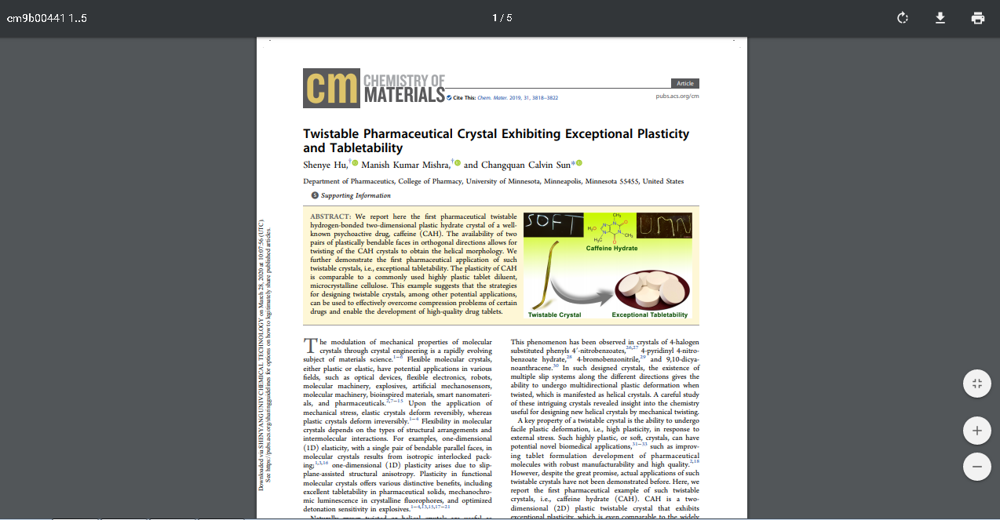 cm9b00441 1..5
1 / 5
cm CHEMISTRY OF
MATERIALS
Cite This: Chem. Mater. 2019, 31, 3818−3822
Article
pubs.acs.org/cm
Twistable Pharmaceutical Crystal Exhibiting Exceptional Plasticity
and Tabletability
Shenye Hu,† Manish Kumar Mishra,† and Changquan Calvin Sun*
Department of Pharmaceutics, College of Pharmacy, University of Minnesota, Minneapolis, Minnesota 55455, United States
S Supporting Information
ABSTRACT: We report here the first pharmaceutical twistable
hydrogen-bonded two-dimensional plastic hydrate crystal of a well-
known psychoactive drug, caffeine (CAH). The availability of two
pairs of plastically bendable faces in orthogonal directions allows for
twisting of the CAH crystals to obtain the helical morphology. We
further demonstrate the first pharmaceutical application of such
twistable crystals, i.e., exceptional tabletability. The plasticity of CAH
is comparable to a commonly used highly plastic tablet diluent,
microcrystalline cellulose. This example suggests that the strategies
for designing twistable crystals, among other potential applications,
can be used to effectively overcome compression problems of certain
drugs and enable the development of high-quality drug tablets.
SOFT
UMN
CH₃
H₂O
H₃C
CH₃
O
O
N
N
N
N
Caffeine Hydrate
Twistable Crystal
Exceptional Tabletability
The modulation of mechanical properties of molecular
crystals through crystal engineering is a rapidly evolving
subject of materials science.1−6 Flexible molecular crystals,
either plastic or elastic, have potential applications in various
fields, such as optical devices, flexible electronics, robots,
molecular machinery, explosives, artificial mechanosensors,
molecular machinery, bioinspired materials, smart nanomateri-
als, and pharmaceuticals.2,7−15 Upon the application of
mechanical stress, elastic crystals deform reversibly, whereas
plastic crystals deform irreversibly.1−4 Flexibility in molecular
crystals depends on the types of structural arrangements and
intermolecular interactions. For examples, one-dimensional
(1D) elasticity, with a single pair of bendable parallel faces, in
molecular crystals results from isotropic interlocked pack-
ing;1,3,16 one-dimensional (1D) plasticity arises due to slip-
plane-assisted structural anisotropy. Plasticity in functional
molecular crystals offers various distinctive benefits, including
excellent tabletability in pharmaceutical solids, mechanochro-
mic luminescence in crystalline fluorophores, and optimized
detonation sensitivity in explosives.1−4,13,15,17−21
This phenomenon has been observed in crystals of 4-halogen
substituted phenyls 4′-nitrobenzoates,26,27 4-pyridinyl 4-nitro-
benzoate hydrate,28 4-bromobenzonitrile,29 and 9,10-dicya-
noanthracene.30 In such designed crystals, the existence of
multiple slip systems along the different directions gives the
ability to undergo multidirectional plastic deformation when
twisted, which is manifested as helical crystals. A careful study
of these intriguing crystals revealed insight into the chemistry
useful for designing new helical crystals by mechanical twisting.
A key property of a twistable crystal is the ability to undergo
facile plastic deformation, i.e., high plasticity, in response to
external stress. Such highly plastic, or soft, crystals, can have
potential novel biomedical applications,31−33 such as improv-
ing tablet formulation development of pharmaceutical
molecules with robust manufacturability and high quality.2,18
However, despite the great promise, actual applications of such
twistable crystals have not been demonstrated before. Here, we
report the first pharmaceutical example of such twistable
crystals, i.e., caffeine hydrate (CAH). CAH is a two-
dimensional (2D) plastic twistable crystal that exhibits
exceptional plasticity, which is even comparable to the widely
Downloaded via SHENYANG UNIV CHEMICAL TECHNOLOGY on March 28, 2020 at 10:07:56 (UTC).
See https://pubs.acs.org/sharingguidelines for options on how to legitimately share published articles.